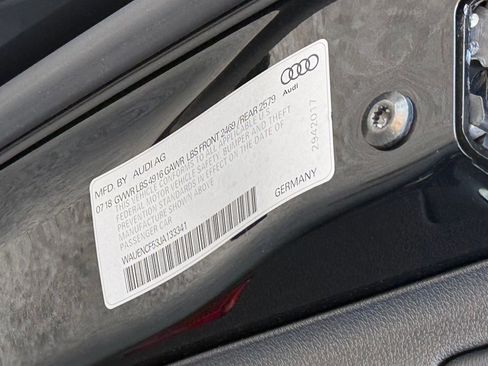 Audi
MFD. BY AUDI AG
0718 GVWR LBS 4916 GAWR LBS FRONT 2469 / REAR 2579
THIS VEHICLE CONFORMS TO ALL APPLICABLE U.S.
FEDERAL MOTOR VEHICLE SAFETY, BUMPER AND THEFT
PREVENTION STANDARDS IN EFFECT ON THE DATE OF
MANUFACTURE SHOWN ABOVE
PASSENGER CAR
WAUENCF53JA133341
GERMANY
2942017